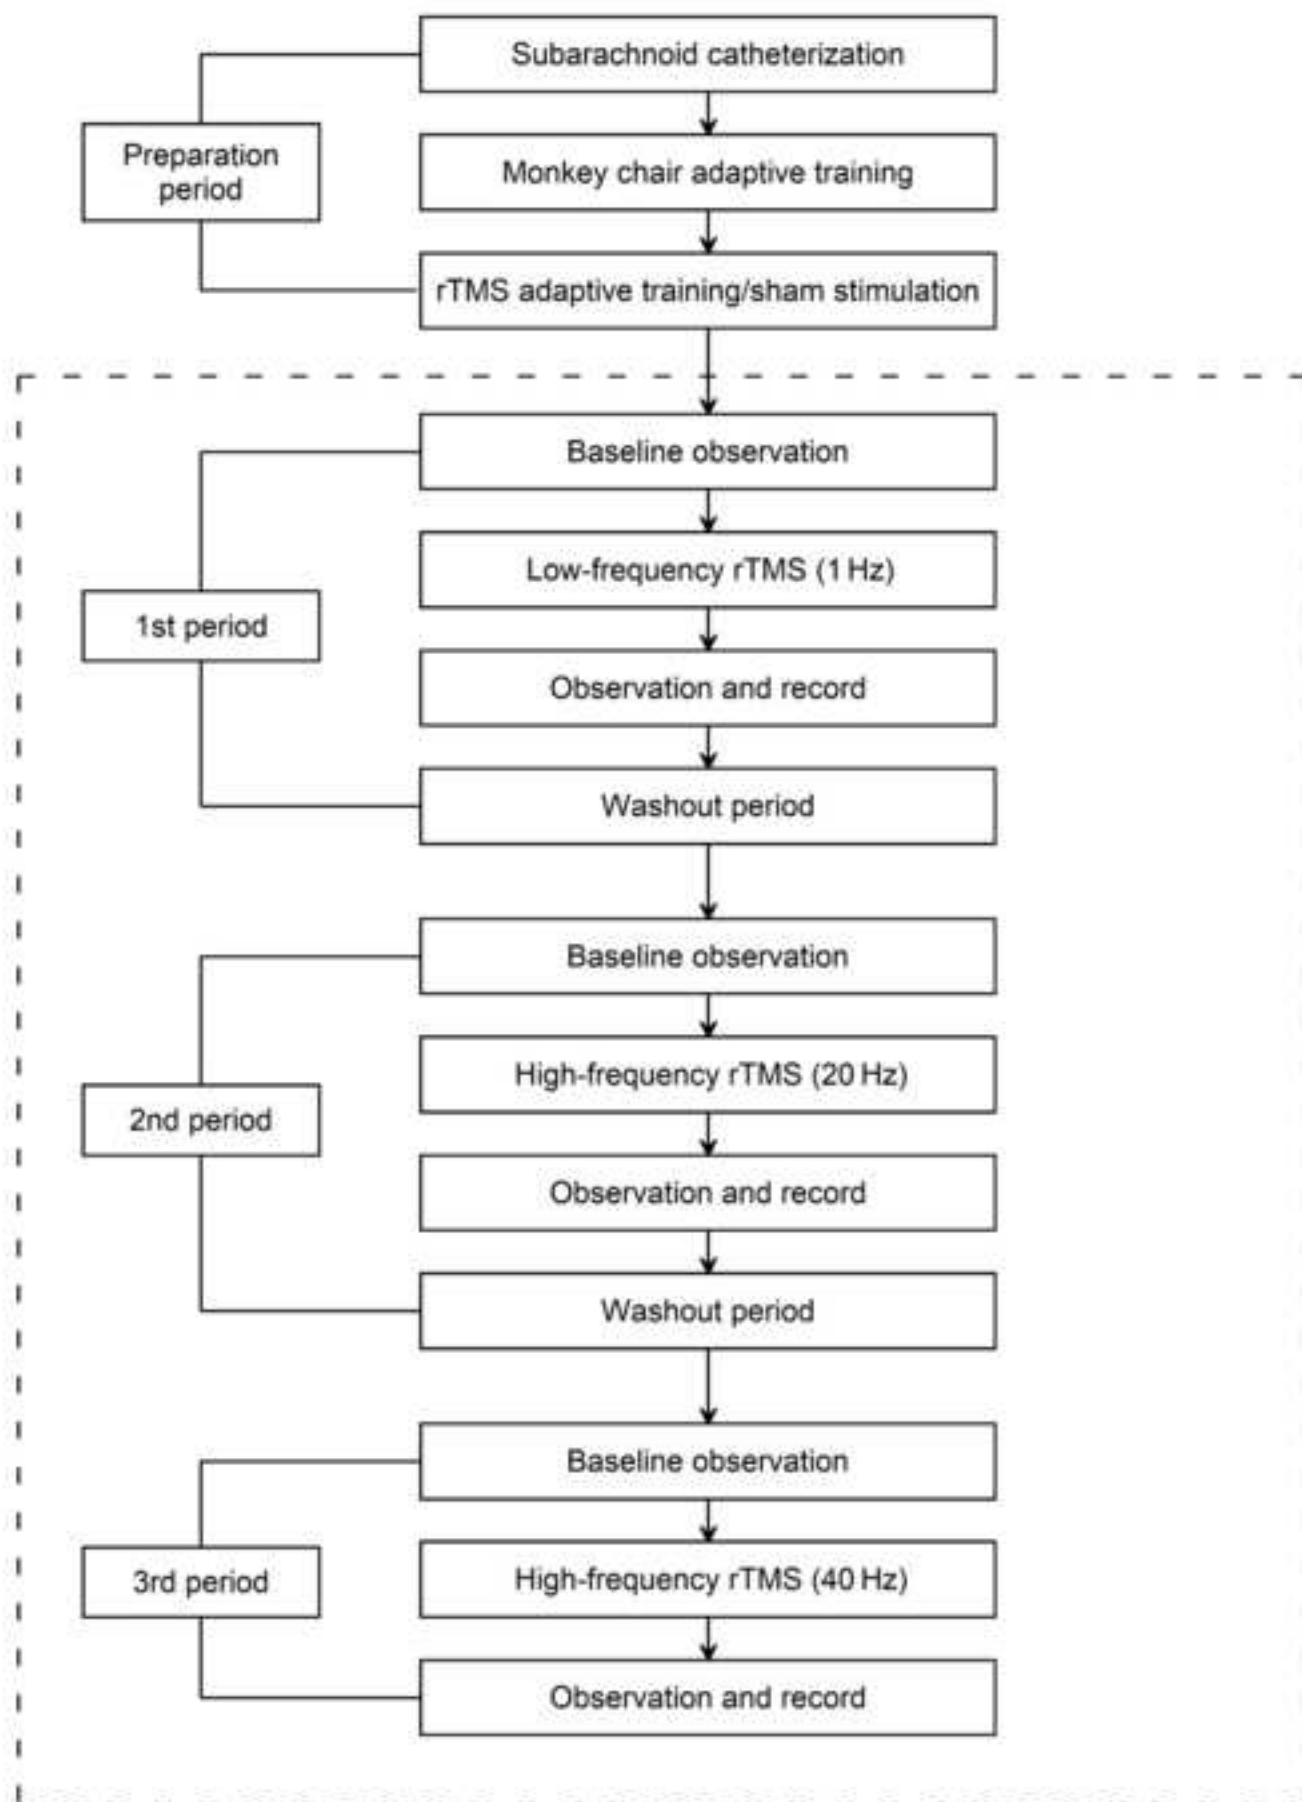 Subarachnoid catheterization
Preparation
period
Monkey chair adaptive training
rTMS adaptive training/sham stimulation
Baseline observation
Low-frequency rTMS (1 Hz)
1st period
Observation and record
Washout period
Baseline observation
High-frequency rTMS (20 Hz)
2nd period
Observation and record
Washout period
Baseline observation
High-frequency rTMS (40 Hz)
3rd period
Observation and record